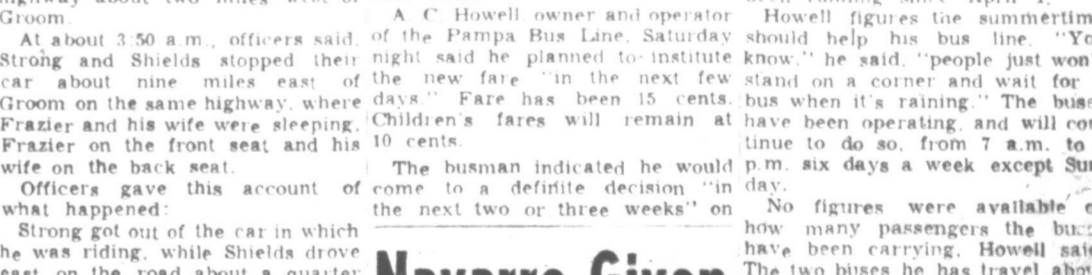 Groom.
At about 3:50 a.m., officers said,
Strong and Shields stopped their
car about nine miles east of
Groom on the same highway, where
Frazier and his wife were sleeping,
Frazier on the front seat and his
wife on the back seat.
Officers gave this account of
what happened:
Strong got out of the car in which
he was riding, while Shields drove
east on the road about a quarter
A. C. Howell owner and operator
of the Pampa Bus Line, Saturday
night said he planned to institute
the new fare "in the next few
days." Fare has been 15 cents.
Children's fares will remain at
10 cents.
The busman indicated he would
come to a definite decision "in
the next two or three weeks" on
Navarro Given
Howell figures the summertim
should help his bus line. "Yo
know," he said, "people just won
stand on a corner and wait for
bus when it's raining." The bus
have been operating, and will con
tinue to do so, from 7 a.m. to
p.m. six days a week except Sun
day.
No figures were available
how many passengers the
have been carrying, Howell said
The two buses he has travel